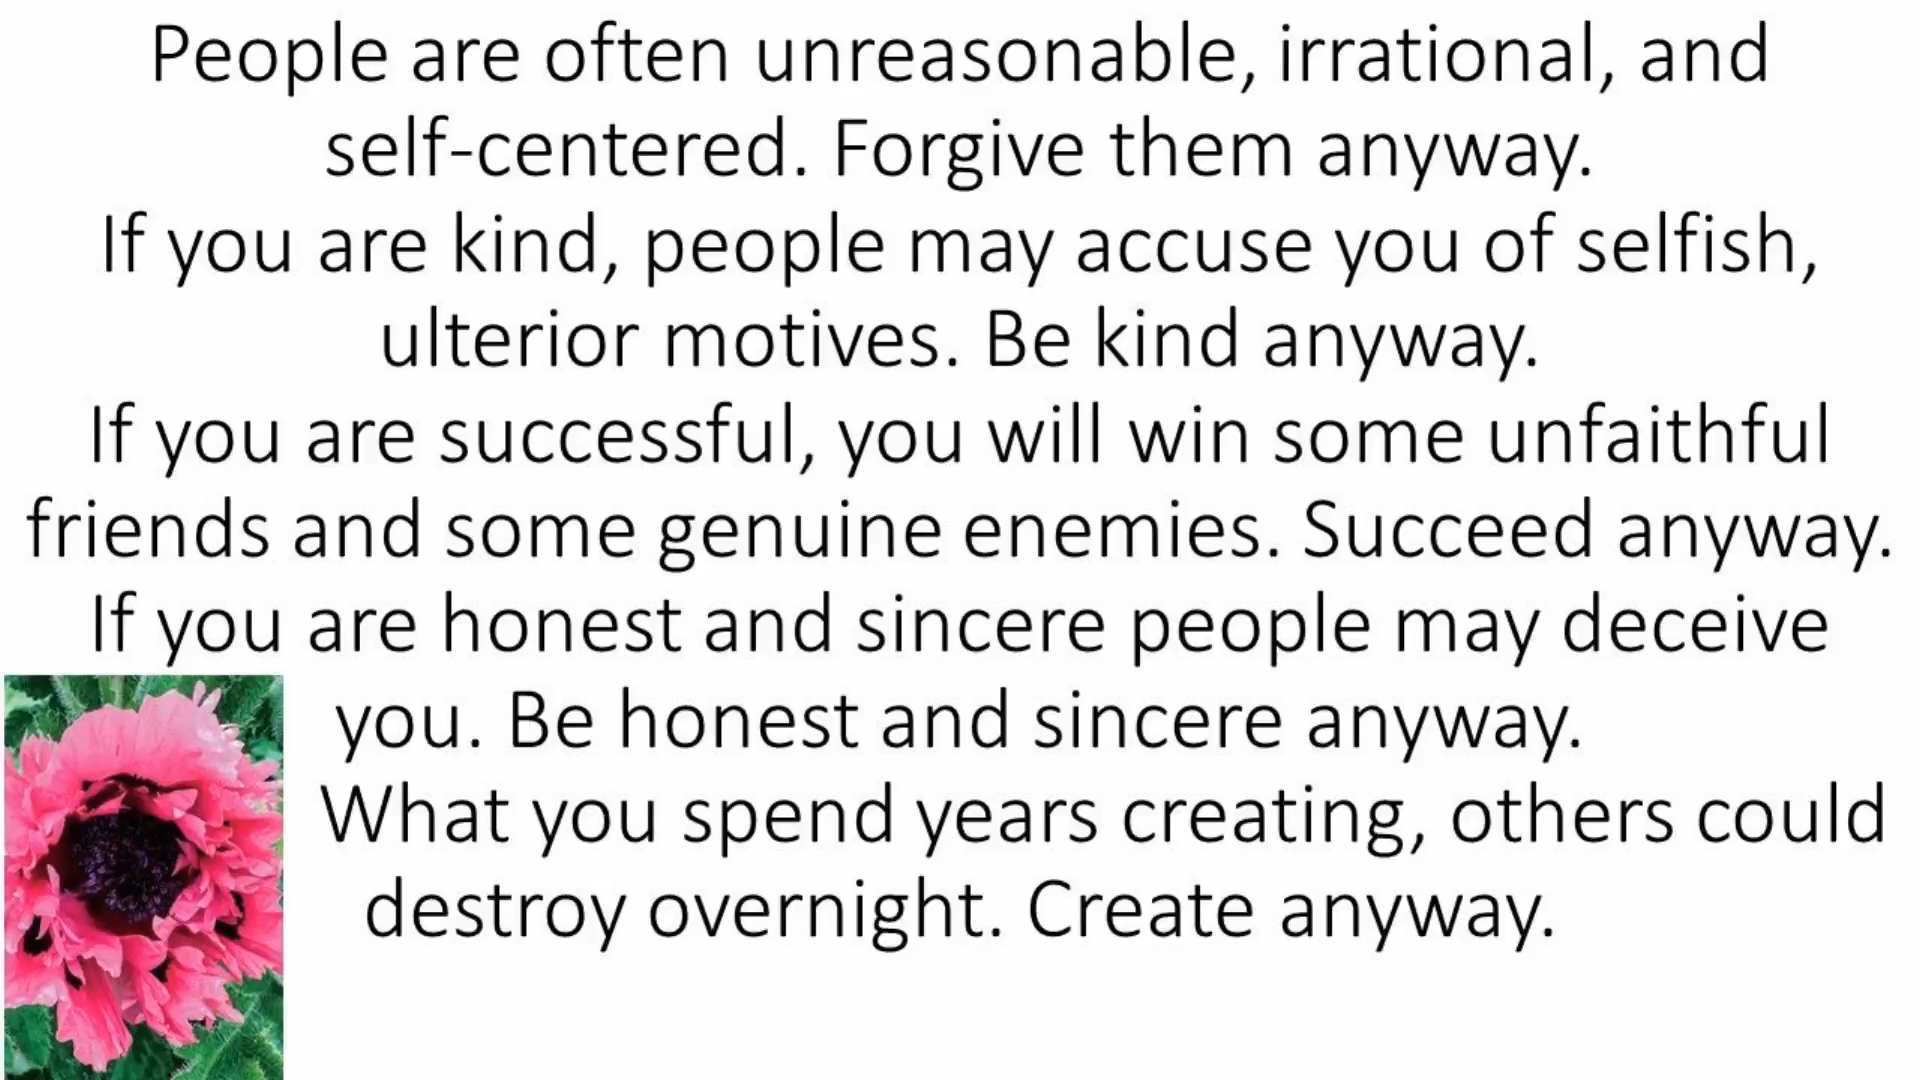 People are often unreasonable, irrational, and
self-centered. Forgive them anyway.
If you are kind, people may accuse you of selfish,
ulterior motives. Be kind anyway.
If you are successful, you will win some unfaithful
friends and some genuine enemies. Succeed anyway.
If you are honest and sincere people may deceive
you. Be honest and sincere anyway.
What you spend years creating, others could
destroy overnight. Create anyway.